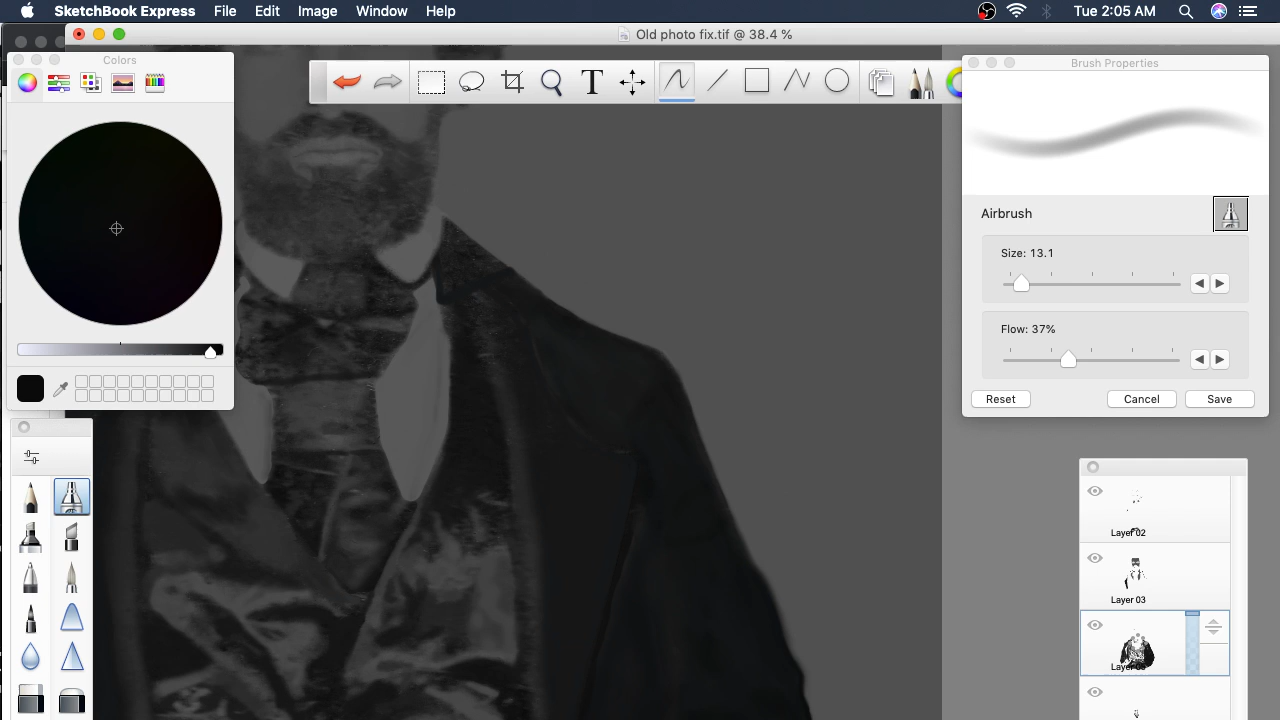 SketchBook Express File Edit Image Window Help Tue 2:05 AM
Old photo fix.tif @ 38.4 %
Colors
T
Brush Properties
Airbrush
Size: 13.1
Flow: 37%
Reset Cancel Save
Layer 02
Layer 03